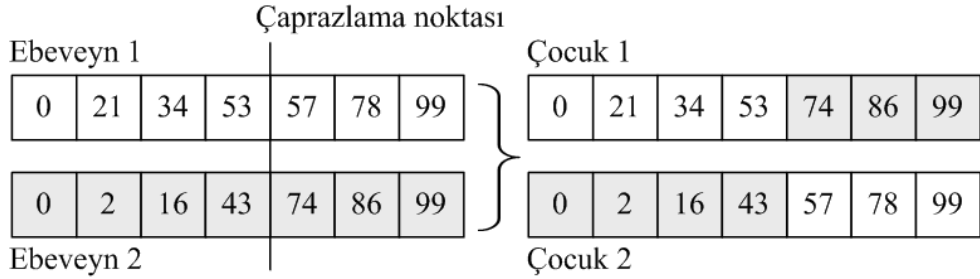 Çaprazlama noktası
Ebeveyn 1
0 21 34 53 57 78 99
0 2 16 43 74 86 99
Ebeveyn 2
Çocuk 1
0 21 34 53 74 86 99
0 2 16 43 57 78 99
Çocuk 2